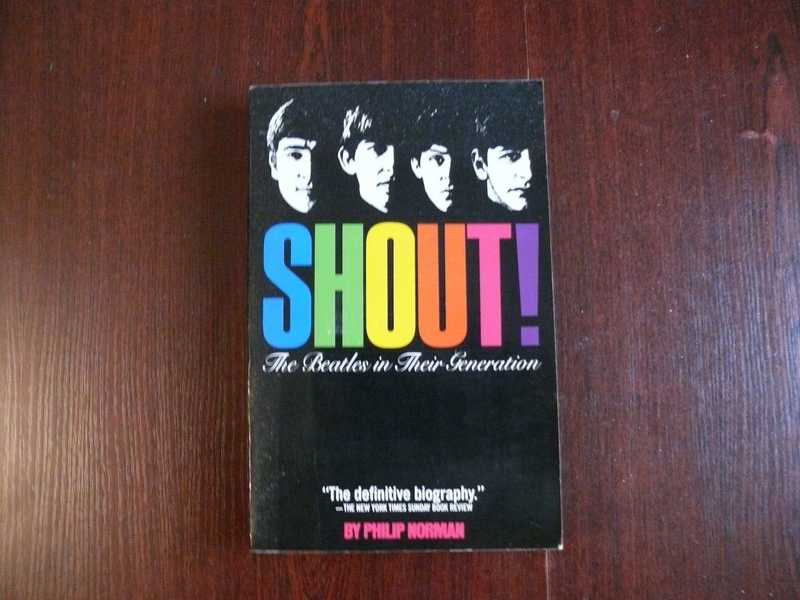 SHOUT!
The Beatles in Their Generation
“The definitive biography.”
—THE NEW YORK TIMES SUNDAY BOOK REVIEW
BY PHILIP NORMAN